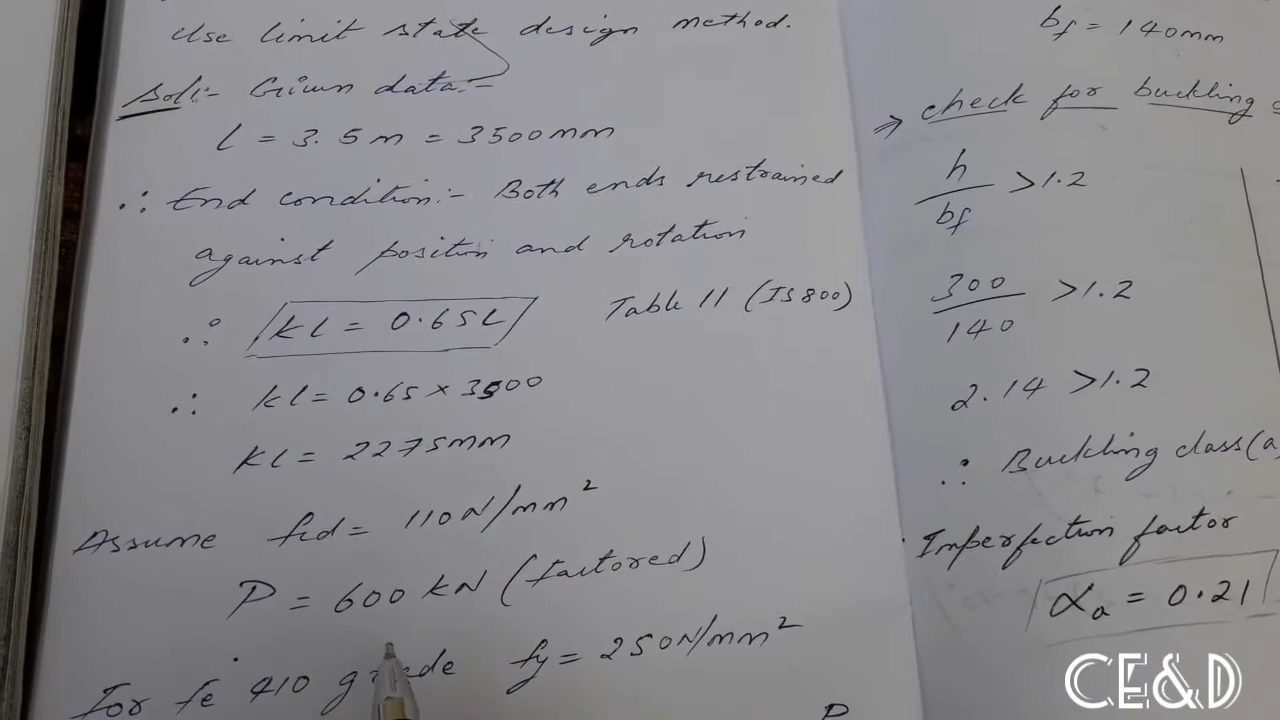 Use limit state design method.
Sol:- Given data:-
L = 3.5m = 3500mm
∴ End condition:- Both ends restrained
against position and rotation
∴ KL = 0.65L Table 11 (IS800)
∴ KL = 0.65 × 3500
KL = 2275mm
Assume fcd = 110N/mm²
P = 600 KN (factored)
For fe 410 grade fy = 250N/mm²
P
bf = 140mm
⇒ check for buckling
h/bf >1.2
300/140 >1.2
2.14 >1.2
∴ Buckling class(a)
Imperfection factor
αa = 0.21
CE&D